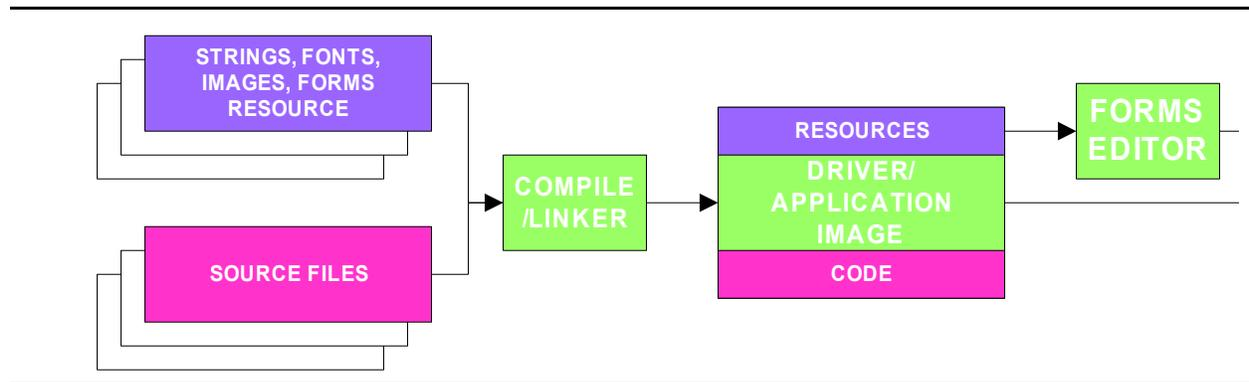 STRINGS, FONTS,
IMAGES, FORMS
RESOURCE
SOURCE FILES
COMPILE
/LINKER
RESOURCES
DRIVER/
APPLICATION
IMAGE
CODE
FORMS
EDITOR